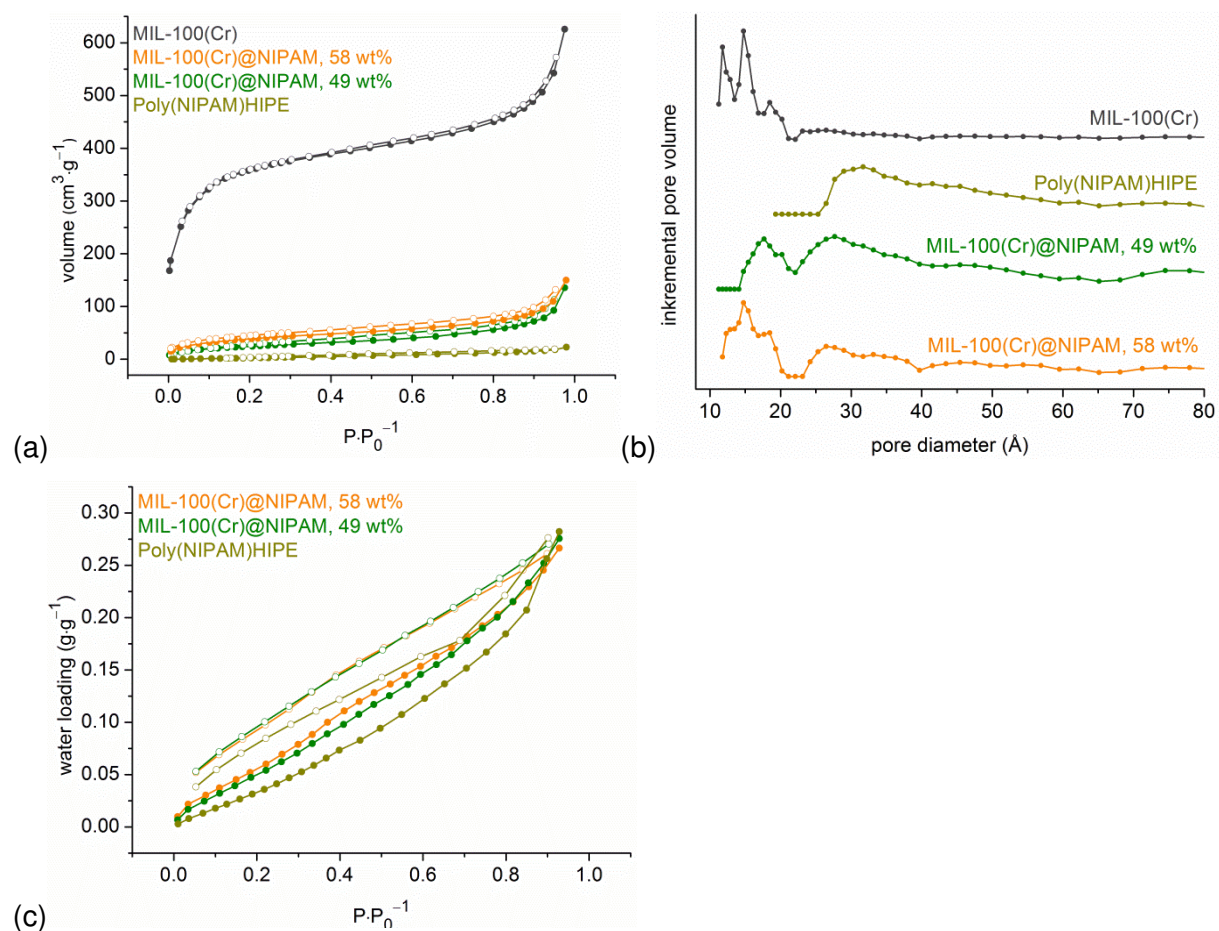 MIL-100(Cr)
MIL-100(Cr)@NIPAM, 58 wt%
MIL-100(Cr)@NIPAM, 49 wt%
Poly(NIPAM)HIPE
600
500
400
300
200
100
0
volume (cm³·g⁻¹)
0.0 0.2 0.4 0.6 0.8 1.0
P·P₀⁻¹
(a)
inkremental pore volume
MIL-100(Cr)
Poly(NIPAM)HIPE
MIL-100(Cr)@NIPAM, 49 wt%
MIL-100(Cr)@NIPAM, 58 wt%
10 20 30 40 50 60 70 80
pore diameter (Å)
(b)
MIL-100(Cr)@NIPAM, 58 wt%
MIL-100(Cr)@NIPAM, 49 wt%
Poly(NIPAM)HIPE
0.30
0.25
0.20
0.15
0.10
0.05
0.00
water loading (g·g⁻¹)
0.0 0.2 0.4 0.6 0.8 1.0
P·P₀⁻¹
(c)